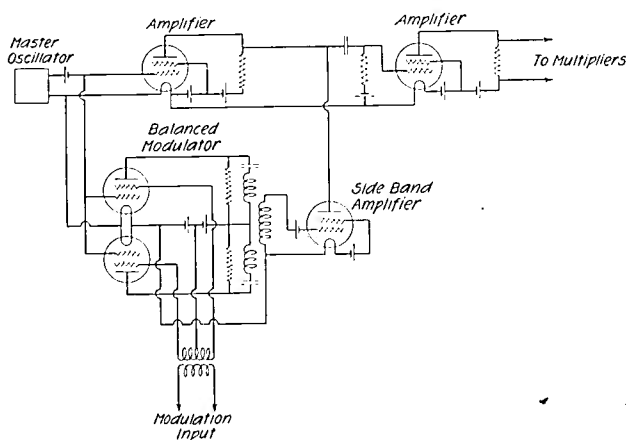 Amplifier
Amplifier
Master
Oscillator
To Multipliers
Balanced
Modulator
Side Band
Amplifier
Modulation
Input